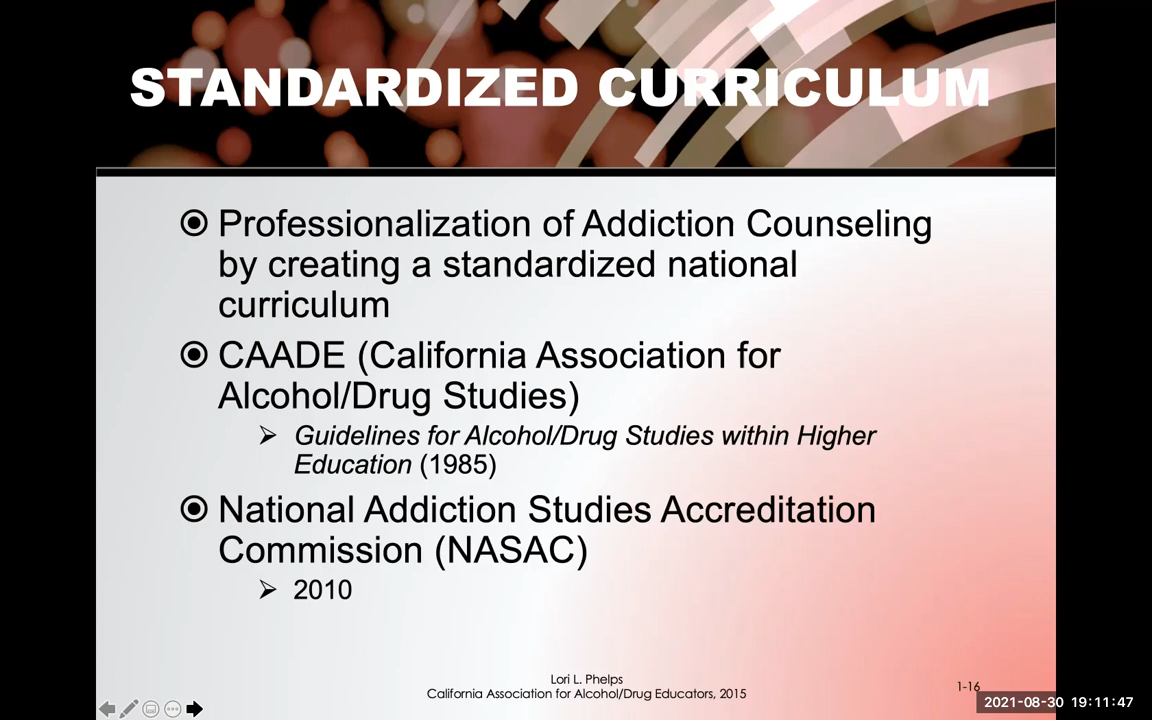 STANDARDIZED CURRICULUM
Professionalization of Addiction Counseling
by creating a standardized national
curriculum
CAADE (California Association for
Alcohol/Drug Studies)
Guidelines for Alcohol/Drug Studies within Higher
Education (1985)
National Addiction Studies Accreditation
Commission (NASAC)
2010
Lori L. Phelps
California Association for Alcohol/Drug Educators, 2015
1-16
2021-08-30 19:11:47